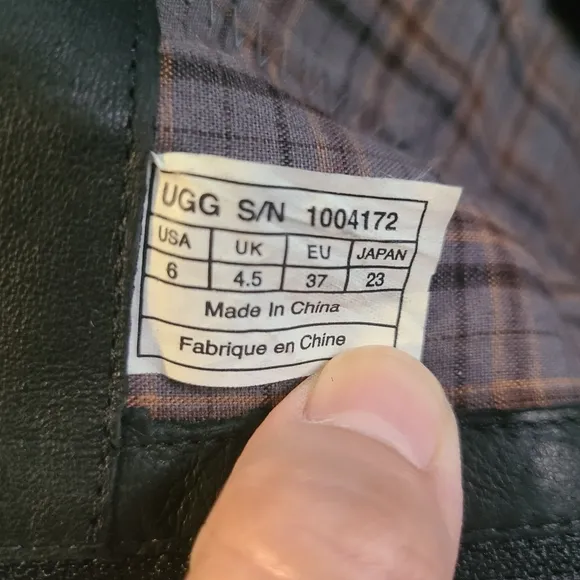 UGG S/N 1004172
USA UK EU JAPAN
6 4.5 37 23
Made In China
Fabrique en Chine